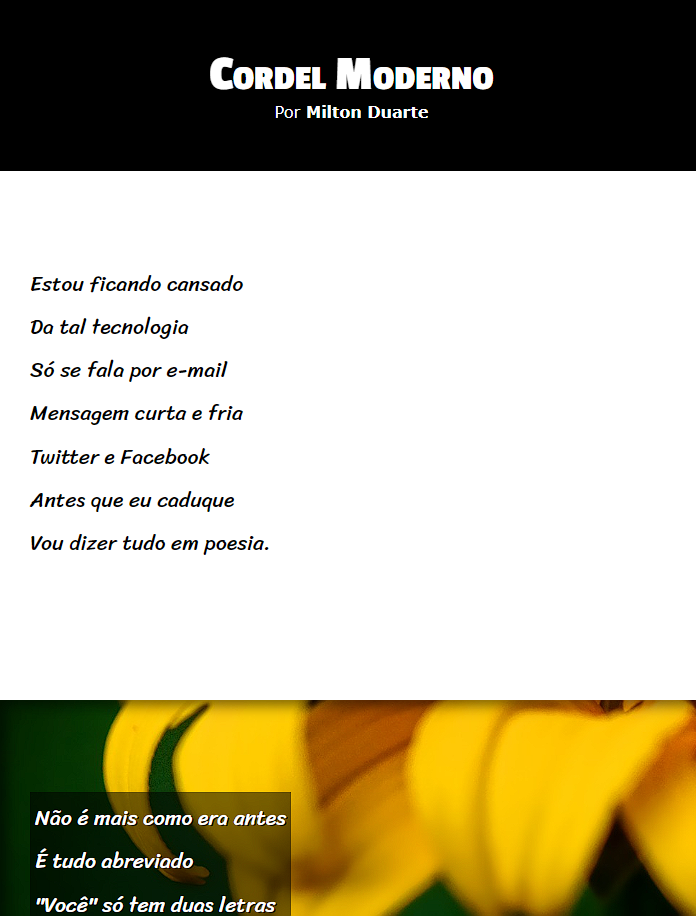 Cordel Moderno
Por Milton Duarte
Estou ficando cansado
Da tal tecnologia
Só se fala por e-mail
Mensagem curta e fria
Twitter e Facebook
Antes que eu caduque
Vou dizer tudo em poesia.
Não é mais como era antes
É tudo abreviado
"Você" só tem duas letras